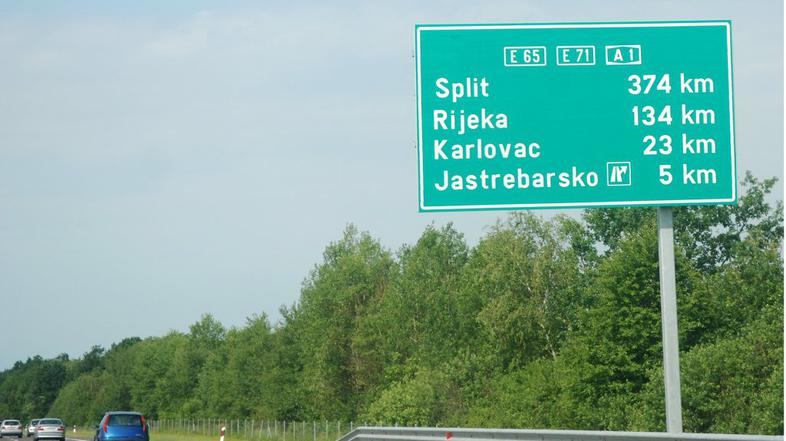 E 65 E 71 A 1
Split 374 km
Rijeka 134 km
Karlovac 23 km
Jastrebarsko 5 km